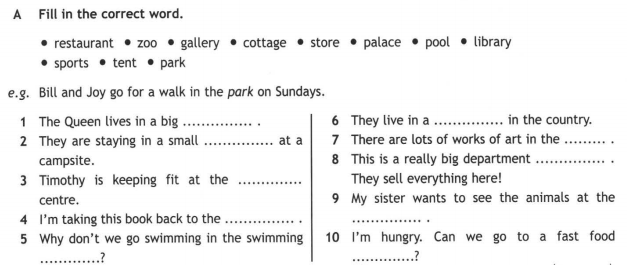 A Fill in the correct word.
• restaurant • zoo • gallery • cottage • store • palace • pool • library
• sports • tent • park
e.g. Bill and Joy go for a walk in the park on Sundays.
1 The Queen lives in a big ............... .
2 They are staying in a small ............... at a
campsite.
3 Timothy is keeping fit at the ..............
centre.
4 I'm taking this book back to the ............... .
5 Why don't we go swimming in the swimming
.............?
6 They live in a ............... in the country.
7 There are lots of works of art in the ......... .
8 This is a really big department ............... .
They sell everything here!
9 My sister wants to see the animals at the
............... .
10 I'm hungry. Can we go to a fast food
..............?